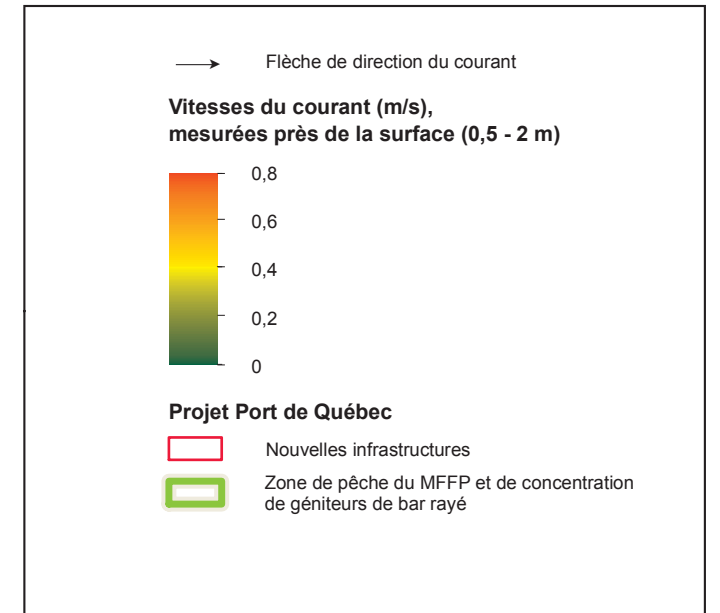 Flèche de direction du courant
Vitesses du courant (m/s),
mesurées près de la surface (0,5 - 2 m)
0,8
0,6
0,4
0,2
0
Projet Port de Québec
Nouvelles infrastructures
Zone de pêche du MFFP et de concentration
de géniteurs de bar rayé